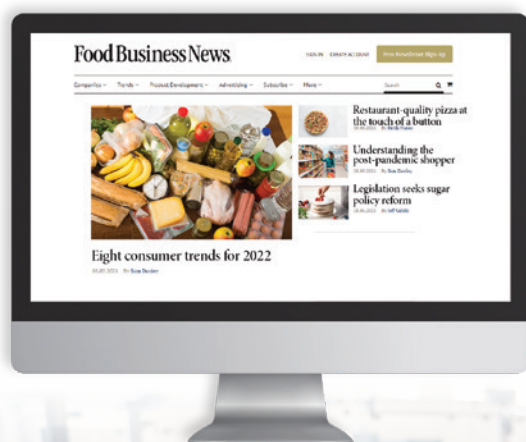 Food Business News
SIGN IN CREATE ACCOUNT Free Newsletter Sign-up
Companies Trends Product Development Advertising Subscribe More Search
Restaurant-quality pizza at
the touch of a button
Understanding the
post-pandemic shopper
Legislation seeks sugar
policy reform
Eight consumer trends for 2022